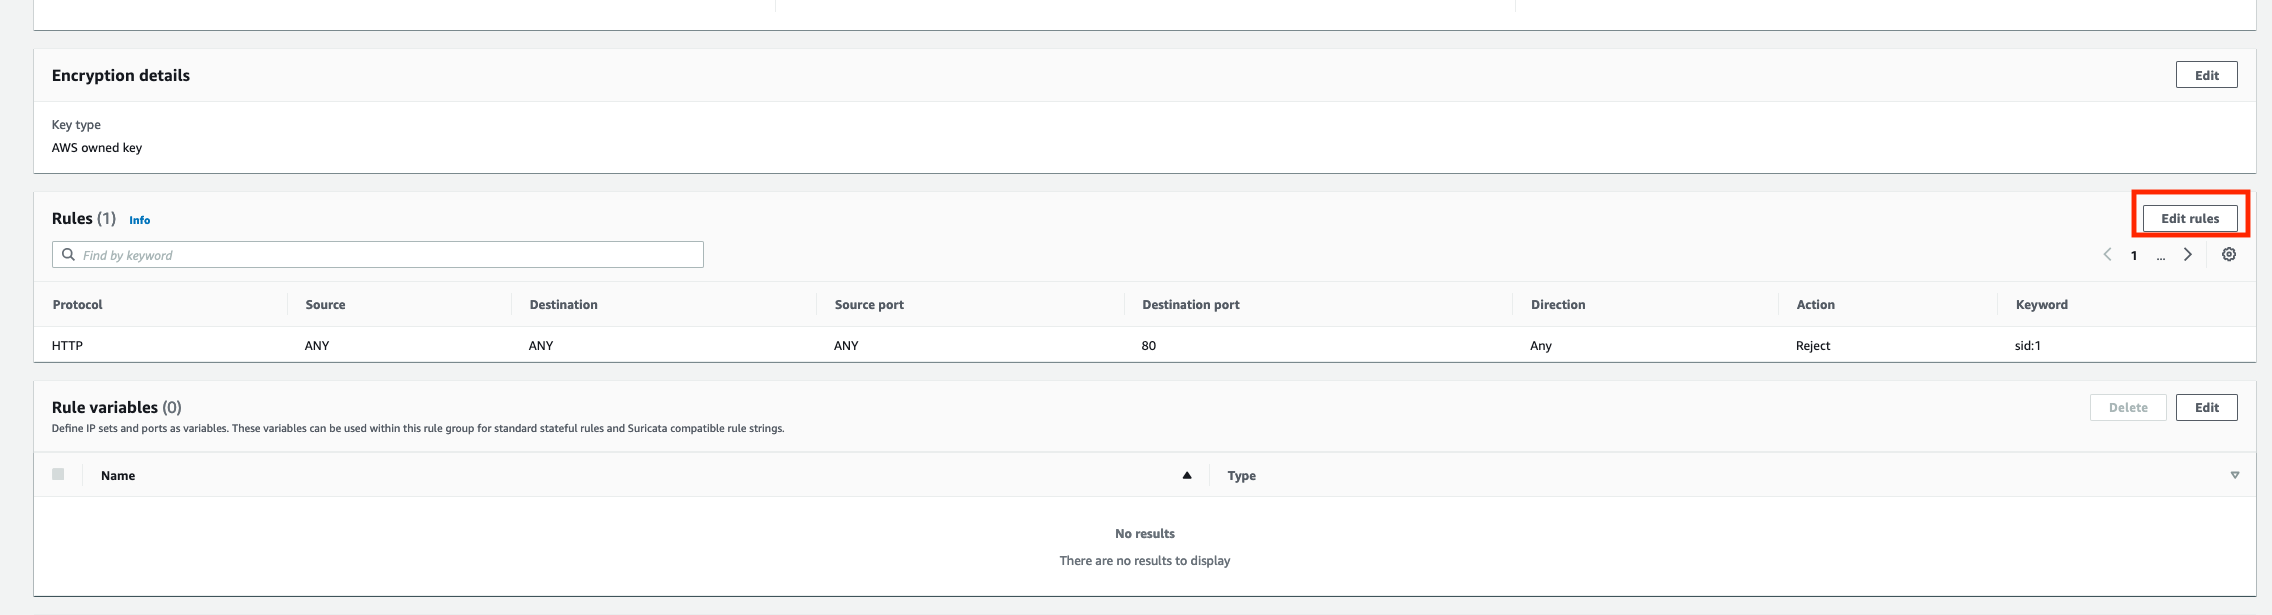 Encryption details
Edit
Key type
AWS owned key
Rules (1) Info
Edit rules
Find by keyword
1 ...
Protocol Source Destination Source port Destination port Direction Action Keyword
HTTP ANY ANY ANY 80 Any Reject sid:1
Rule variables (0)
Delete Edit
Define IP sets and ports as variables. These variables can be used within this rule group for standard stateful rules and Suricata compatible rule strings.
Name Type
No results
There are no results to display